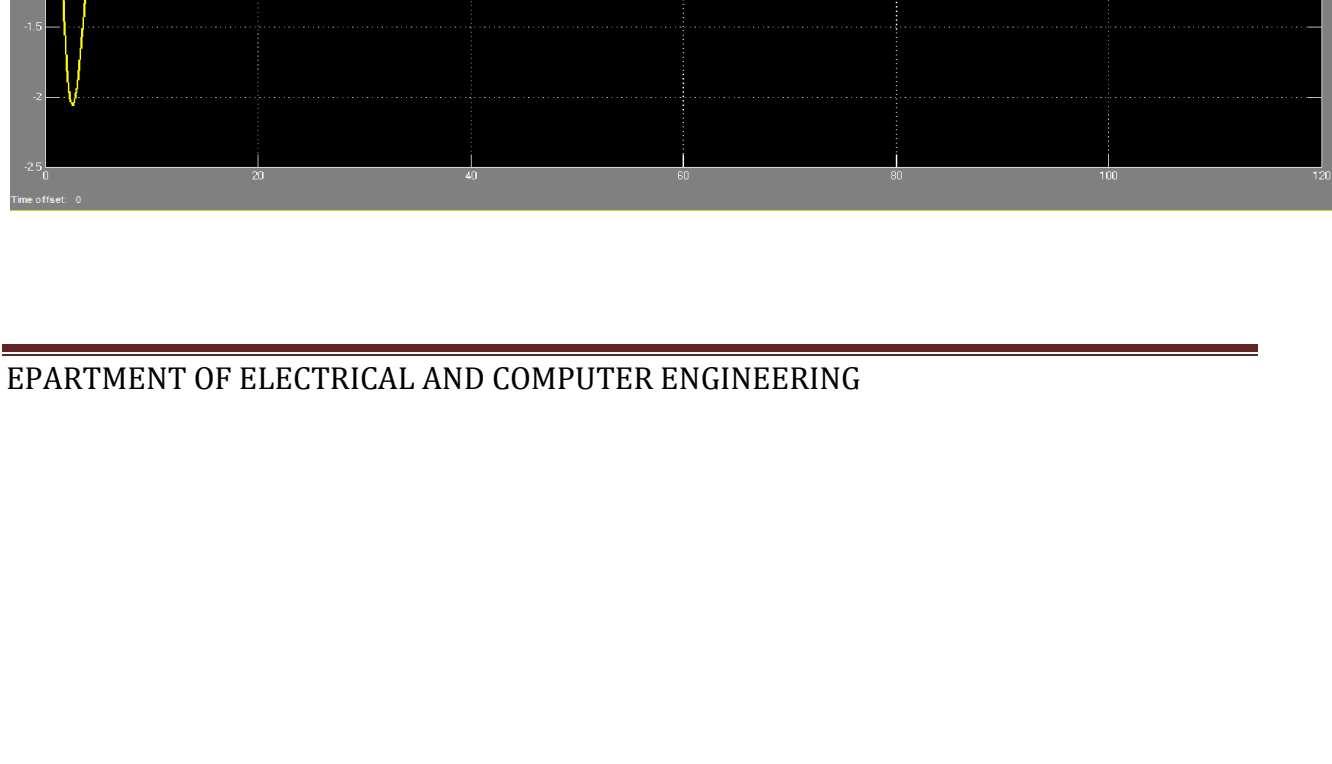 -1.5
-2
-2.5
0 20 40 60 80 100 120
Time offset: 0
EPARTMENT OF ELECTRICAL AND COMPUTER ENGINEERING